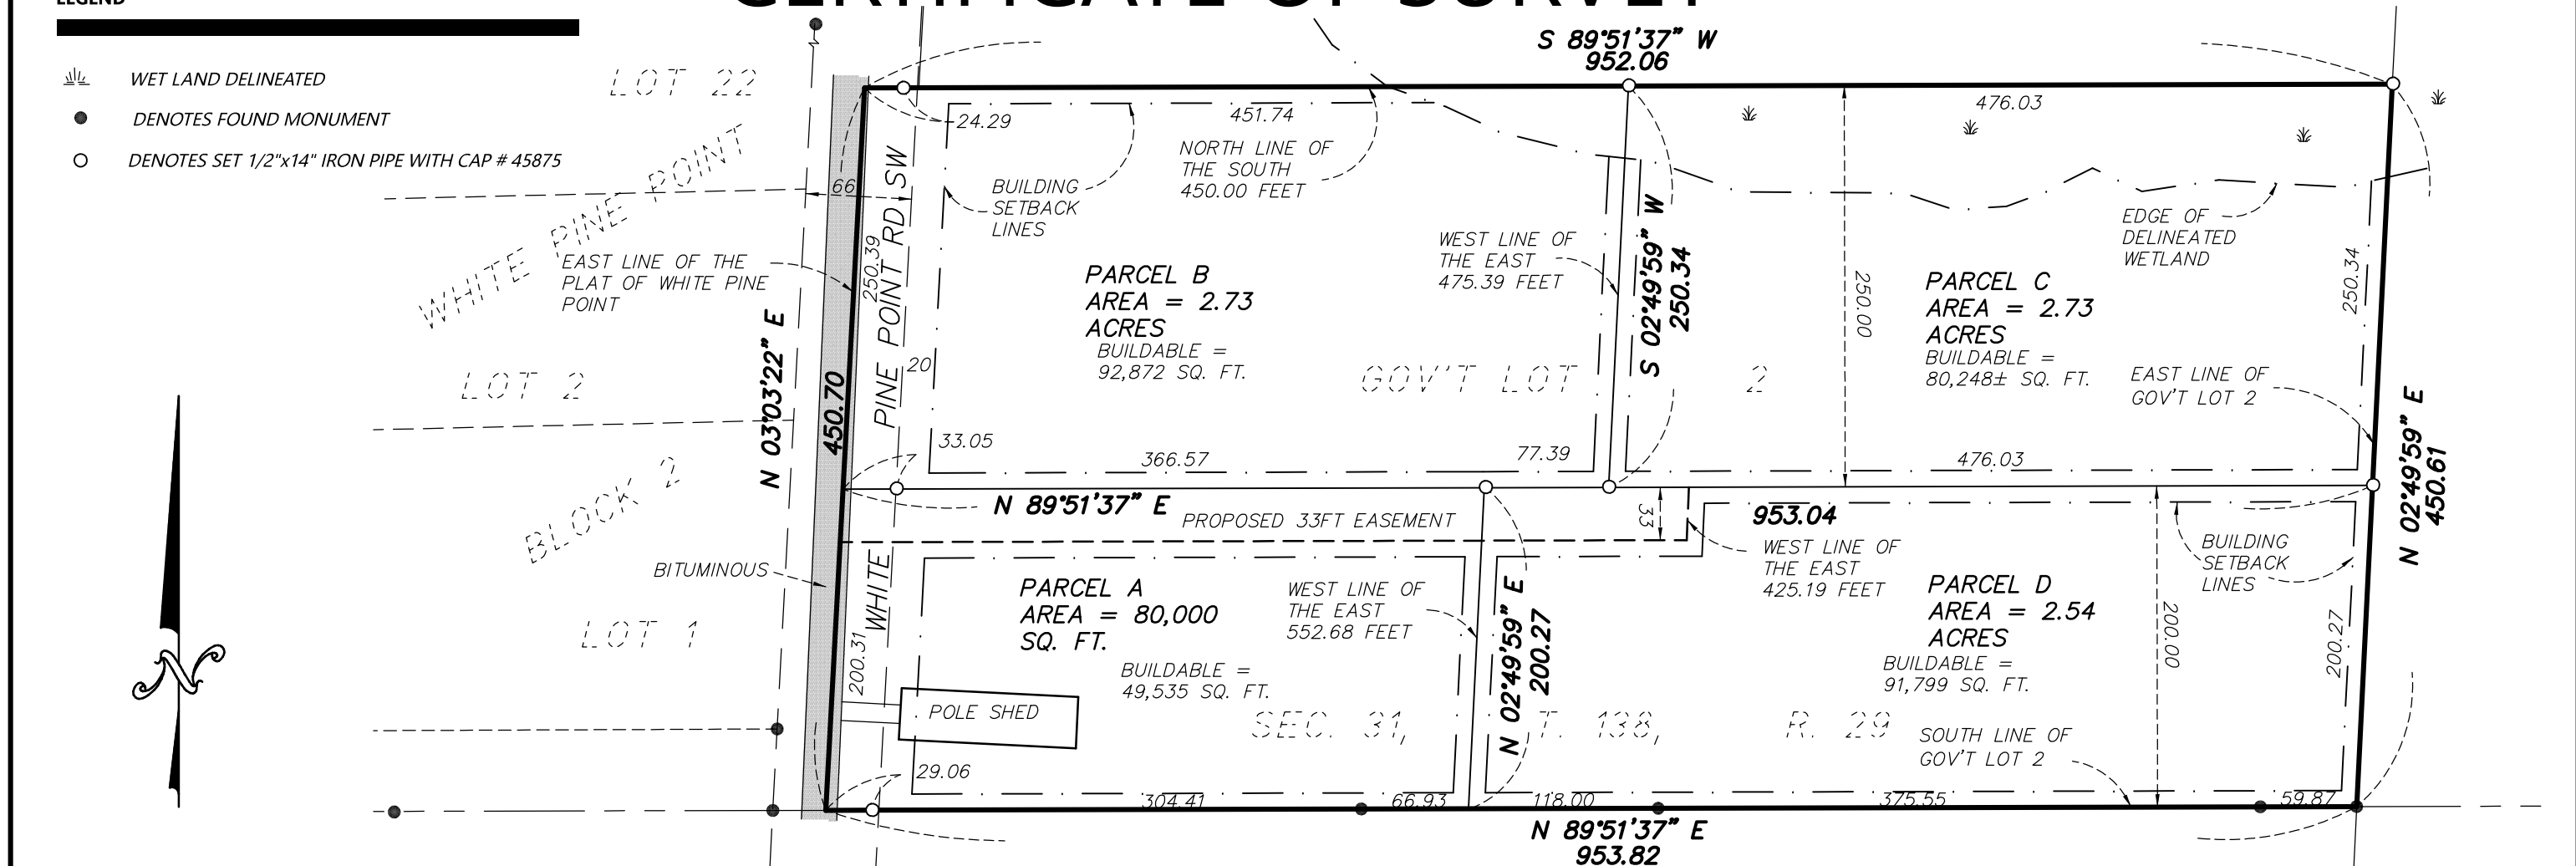 LEGEND
CERTIFICATE OF SURVEY
WET LAND DELINEATED
DENOTES FOUND MONUMENT
DENOTES SET 1/2"x14" IRON PIPE WITH CAP # 45875
LOT 22
WHITE PINE POINT
EAST LINE OF THE
PLAT OF WHITE PINE
POINT
LOT 2
BLOCK 2
BITUMINOUS
LOT 1
N
N 03°03'22" E
450.70
66
250.39
200.31
WHITE PINE POINT RD SW
20
S 89°51'37" W
952.06
24.29
451.74
476.03
BUILDING
SETBACK
LINES
NORTH LINE OF
THE SOUTH
450.00 FEET
WEST LINE OF
THE EAST
475.39 FEET
S 02°49'59" W
250.34
PARCEL B
AREA = 2.73
ACRES
BUILDABLE =
92,872 SQ. FT.
GOV'T LOT 2
250.00
PARCEL C
AREA = 2.73
ACRES
BUILDABLE =
80,248± SQ. FT.
EDGE OF
DELINEATED
WETLAND
250.34
EAST LINE OF
GOV'T LOT 2
N 02°49'59" E
450.61
33.05
366.57
77.39
476.03
N 89°51'37" E
953.04
PROPOSED 33FT EASEMENT
33
WEST LINE OF
THE EAST
425.19 FEET
BUILDING
SETBACK
LINES
PARCEL A
AREA = 80,000
SQ. FT.
BUILDABLE =
49,535 SQ. FT.
WEST LINE OF
THE EAST
552.68 FEET
N 02°49'59" E
200.27
PARCEL D
AREA = 2.54
ACRES
BUILDABLE =
91,799 SQ. FT.
200.00
200.27
POLE SHED
SEC. 31, T. 138, R. 29
SOUTH LINE OF
GOV'T LOT 2
29.06
304.41
66.93
118.00
375.55
59.87
N 89°51'37" E
953.82